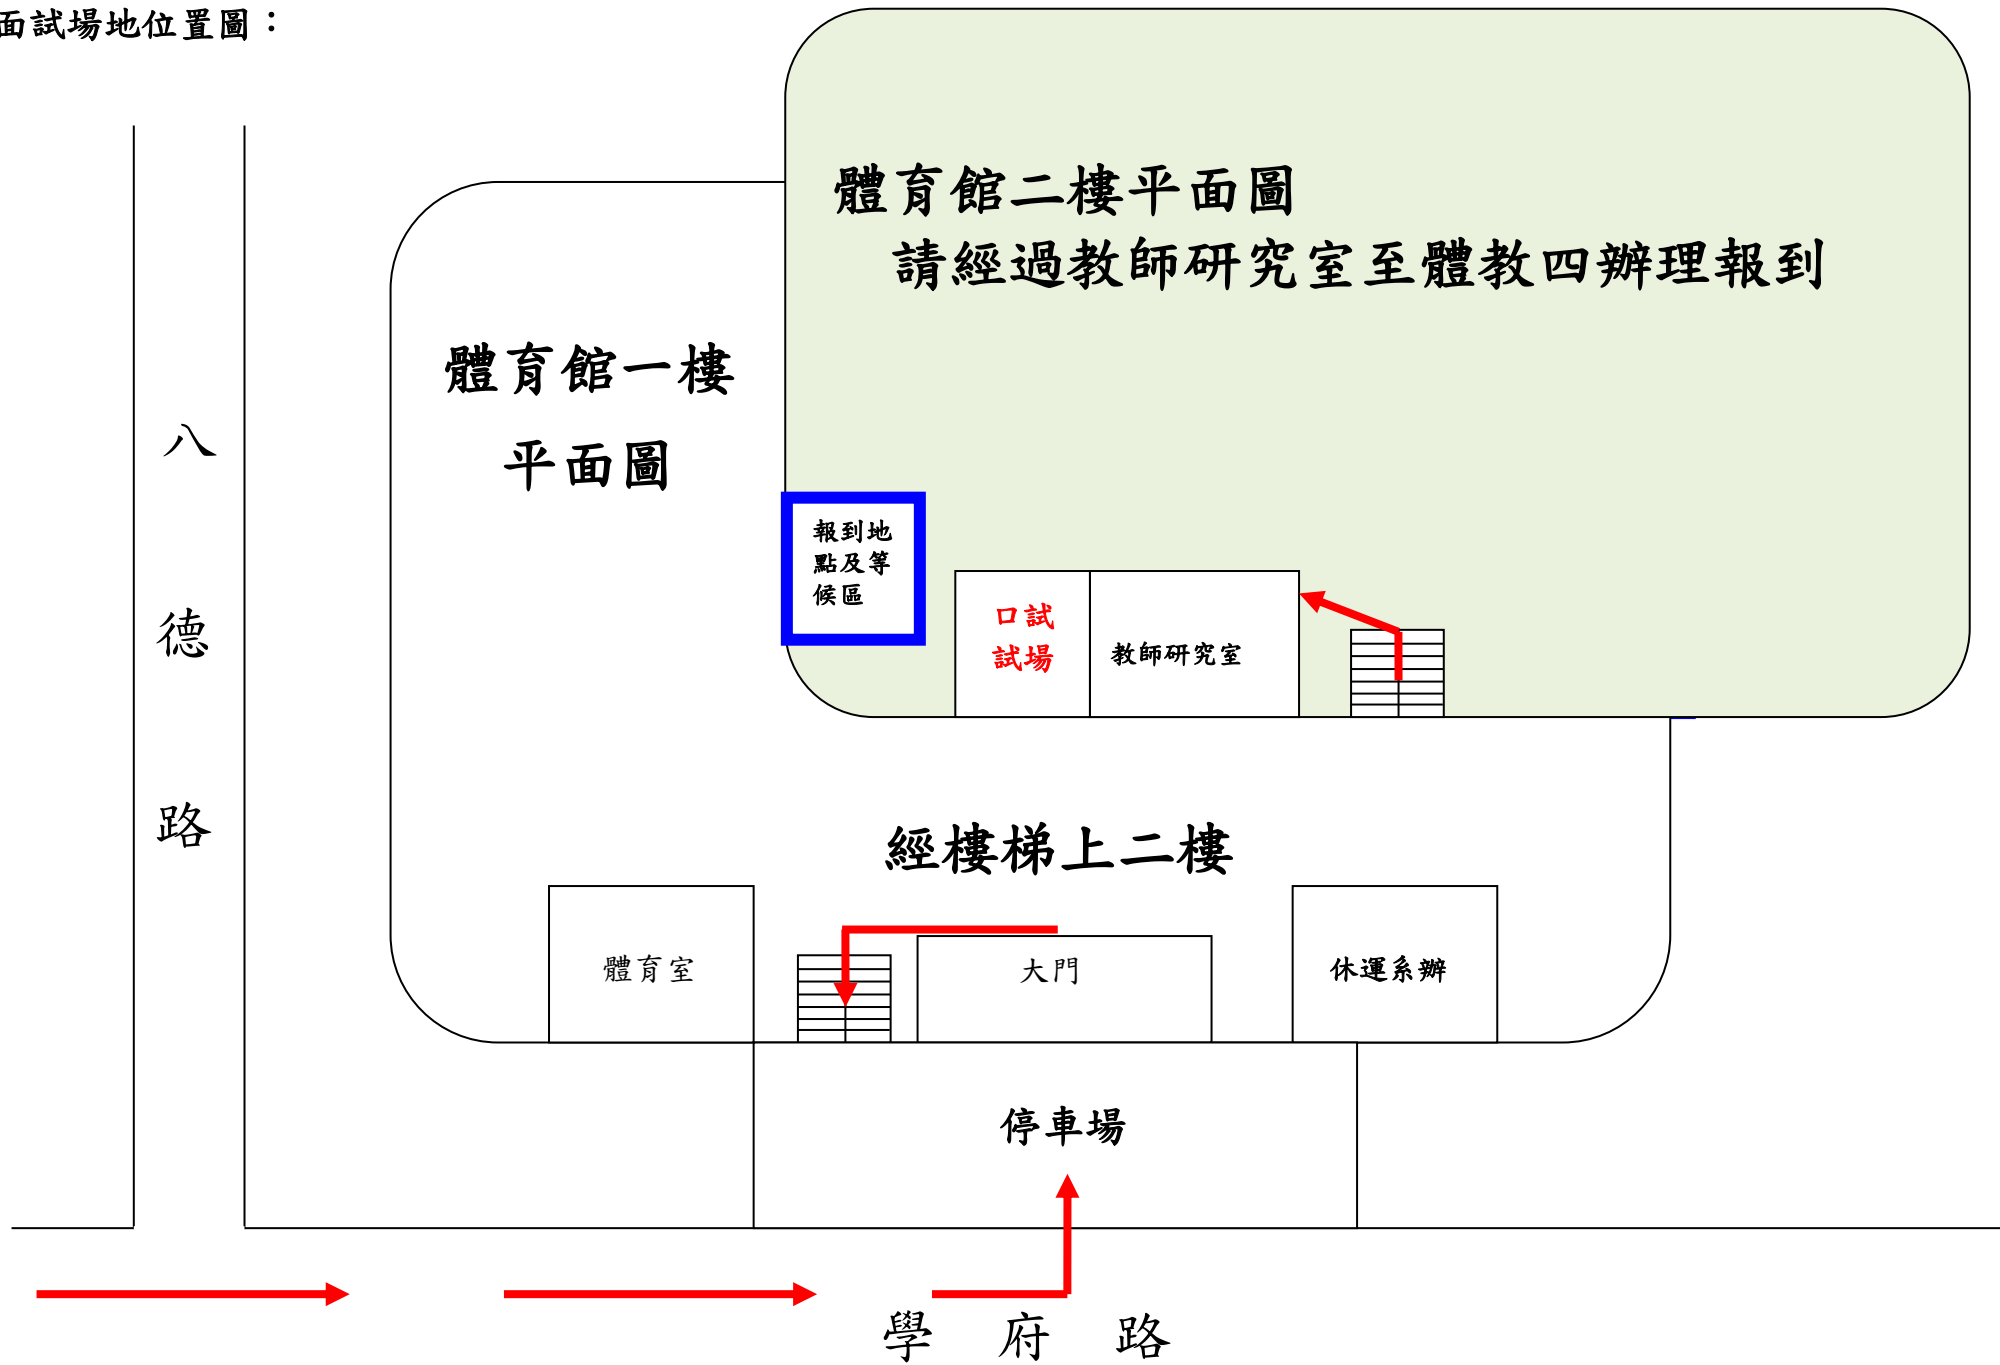 面試場地位置圖：
體育館二樓平面圖
請經過教師研究室至體教四辦理報到
體育館一樓
平面圖
八
德
路
報到地
點及等
候區
口試
試場
教師研究室
經樓梯上二樓
體育室
大門
休運系辦
停車場
學 府 路